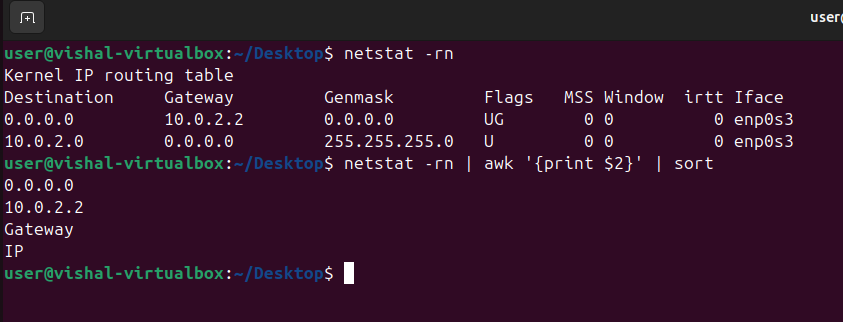 user@
user@vishal-virtualbox:~/Desktop$ netstat -rn
Kernel IP routing table
Destination     Gateway         Genmask         Flags   MSS Window  irtt Iface
0.0.0.0         10.0.2.2        0.0.0.0         UG        0 0          0 enp0s3
10.0.2.0        0.0.0.0         255.255.255.0   U         0 0          0 enp0s3
user@vishal-virtualbox:~/Desktop$ netstat -rn | awk '{print $2}' | sort
0.0.0.0
10.0.2.2
Gateway
IP
user@vishal-virtualbox:~/Desktop$